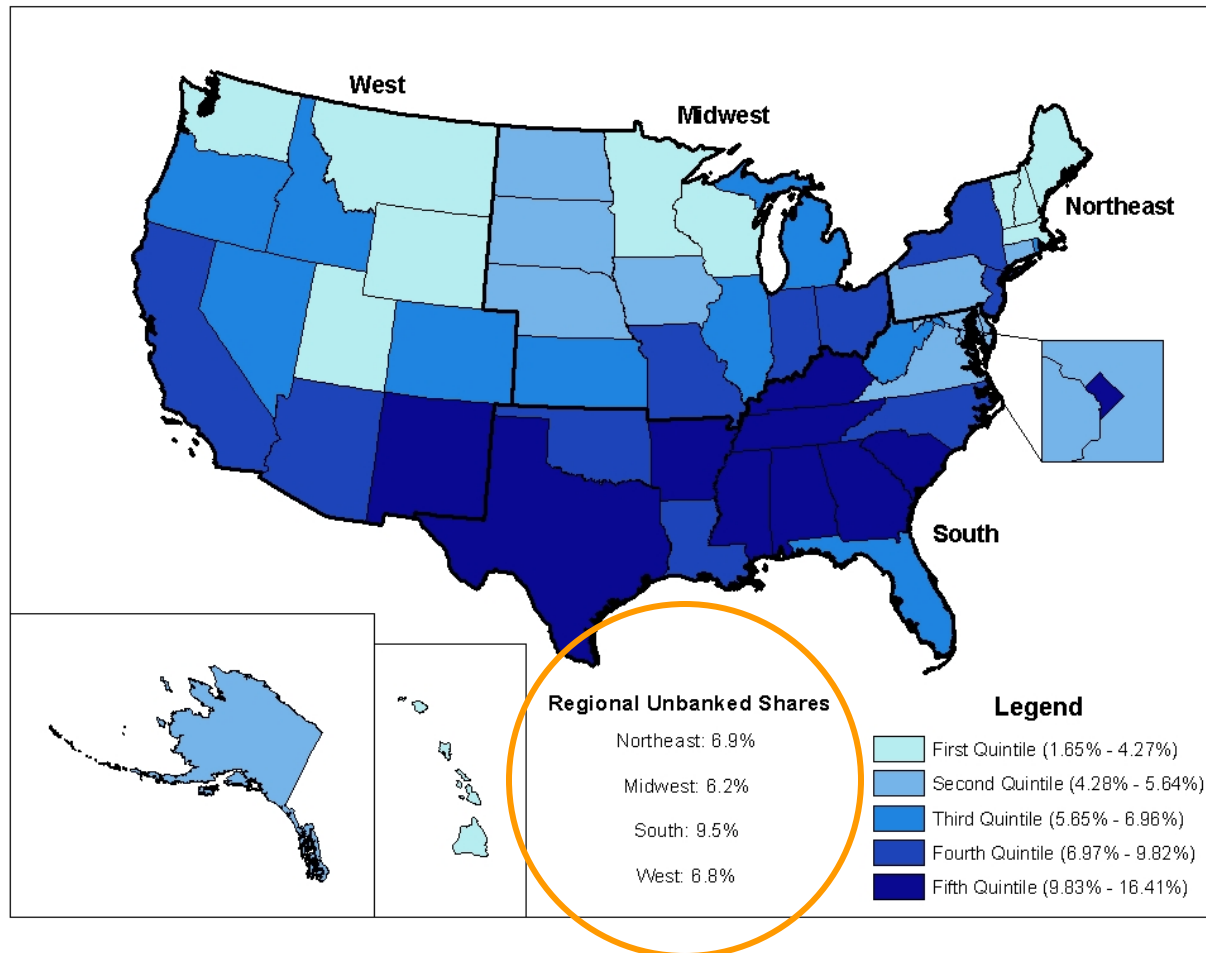 West
Midwest
Northeast
South
Regional Unbanked Shares
Northeast: 6.9%
Midwest: 6.2%
South: 9.5%
West: 6.8%
Legend
First Quintile (1.65% - 4.27%)
Second Quintile (4.28% - 5.64%)
Third Quintile (5.65% - 6.96%)
Fourth Quintile (6.97% - 9.82%)
Fifth Quintile (9.83% - 16.41%)